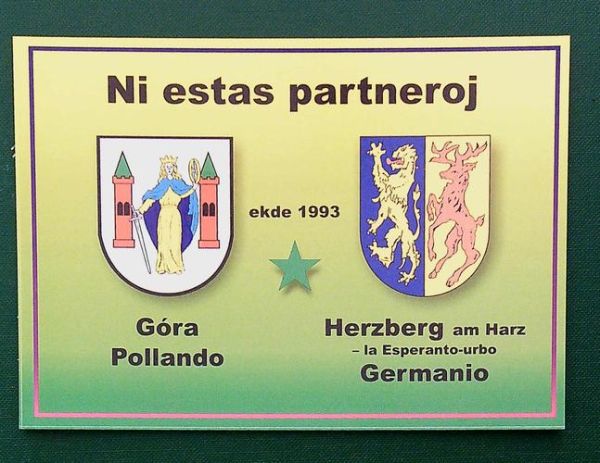 Ni estas partneroj
ekde 1993
Góra
Pollando
Herzberg am Harz
– la Esperanto-urbo
Germanio